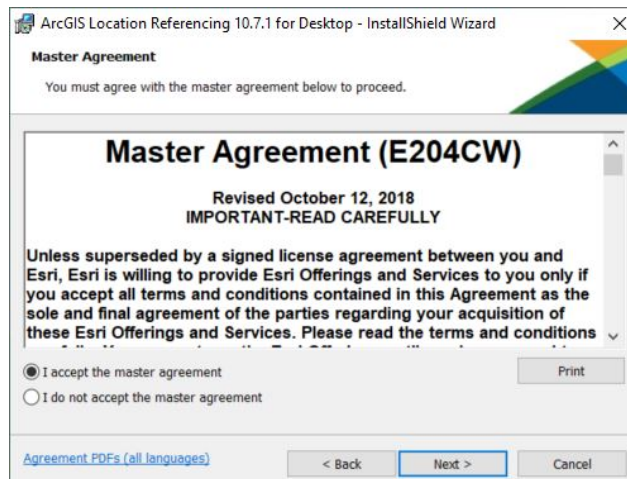 ArcGIS Location Referencing 10.7.1 for Desktop - InstallShield Wizard
Master Agreement
You must agree with the master agreement below to proceed.
Master Agreement (E204CW)
Revised October 12, 2018
IMPORTANT-READ CAREFULLY
Unless superseded by a signed license agreement between you and
Esri, Esri is willing to provide Esri Offerings and Services to you only if
you accept all terms and conditions contained in this Agreement as the
sole and final agreement of the parties regarding your acquisition of
these Esri Offerings and Services. Please read the terms and conditions
I accept the master agreement
Print
I do not accept the master agreement
Agreement PDFs (all languages)
< Back
Next >
Cancel